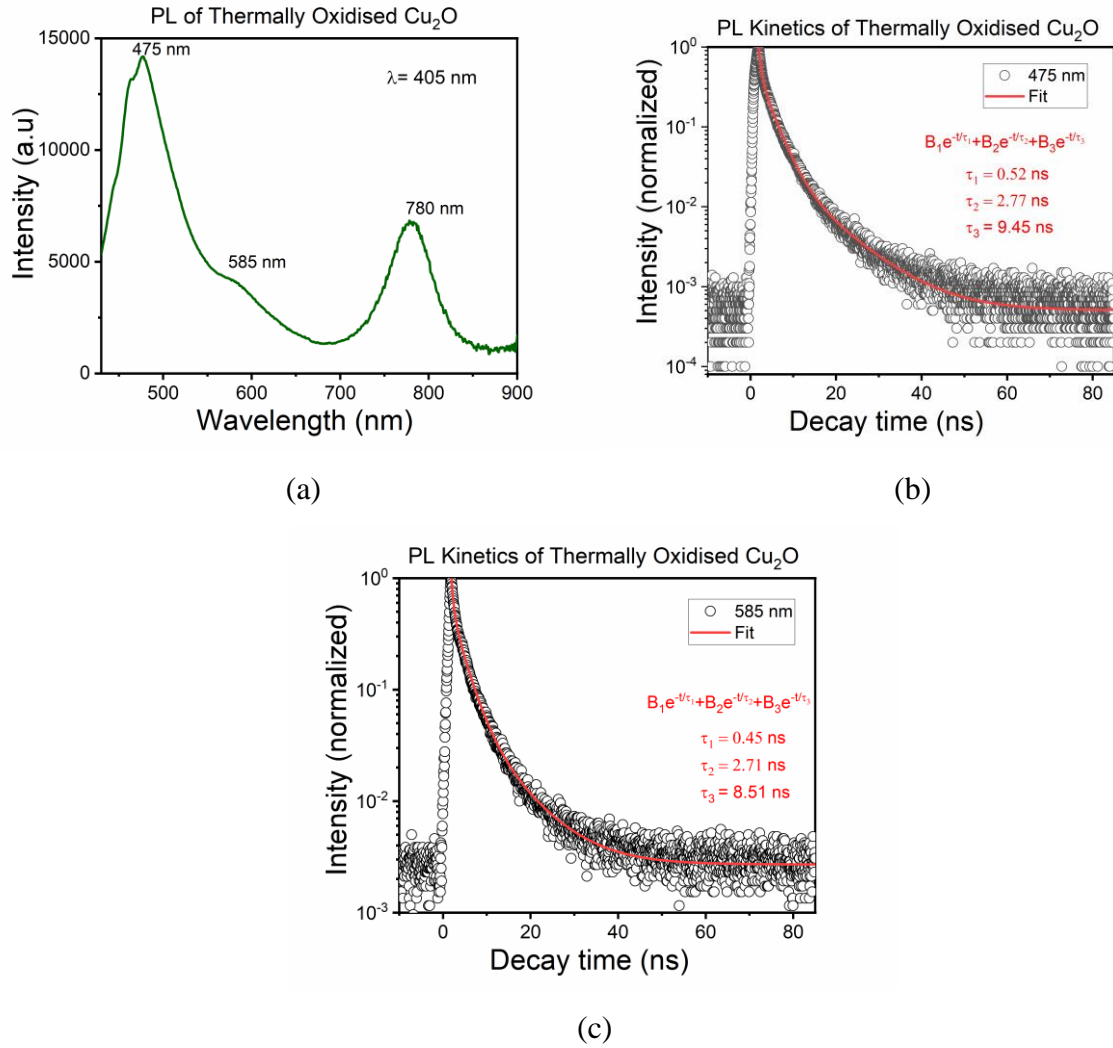 PL of Thermally Oxidised Cu₂O
15000
10000
5000
0
Intensity (a.u)
475 nm
λ= 405 nm
585 nm
780 nm
500
600
700
800
900
Wavelength (nm)
(a)
PL Kinetics of Thermally Oxidised Cu₂O
10⁰
10⁻¹
10⁻²
10⁻³
10⁻⁴
Intensity (normalized)
475 nm
Fit
B₁e^(-t/τ₁)+B₂e^(-t/τ₂)+B₃e^(-t/τ₃)
τ₁ = 0.52 ns
τ₂ = 2.77 ns
τ₃ = 9.45 ns
0
20
40
60
80
Decay time (ns)
(b)
PL Kinetics of Thermally Oxidised Cu₂O
10⁰
10⁻¹
10⁻²
10⁻³
Intensity (normalized)
585 nm
Fit
B₁e^(-t/τ₁)+B₂e^(-t/τ₂)+B₃e^(-t/τ₃)
τ₁ = 0.45 ns
τ₂ = 2.71 ns
τ₃ = 8.51 ns
0
20
40
60
80
Decay time (ns)
(c)